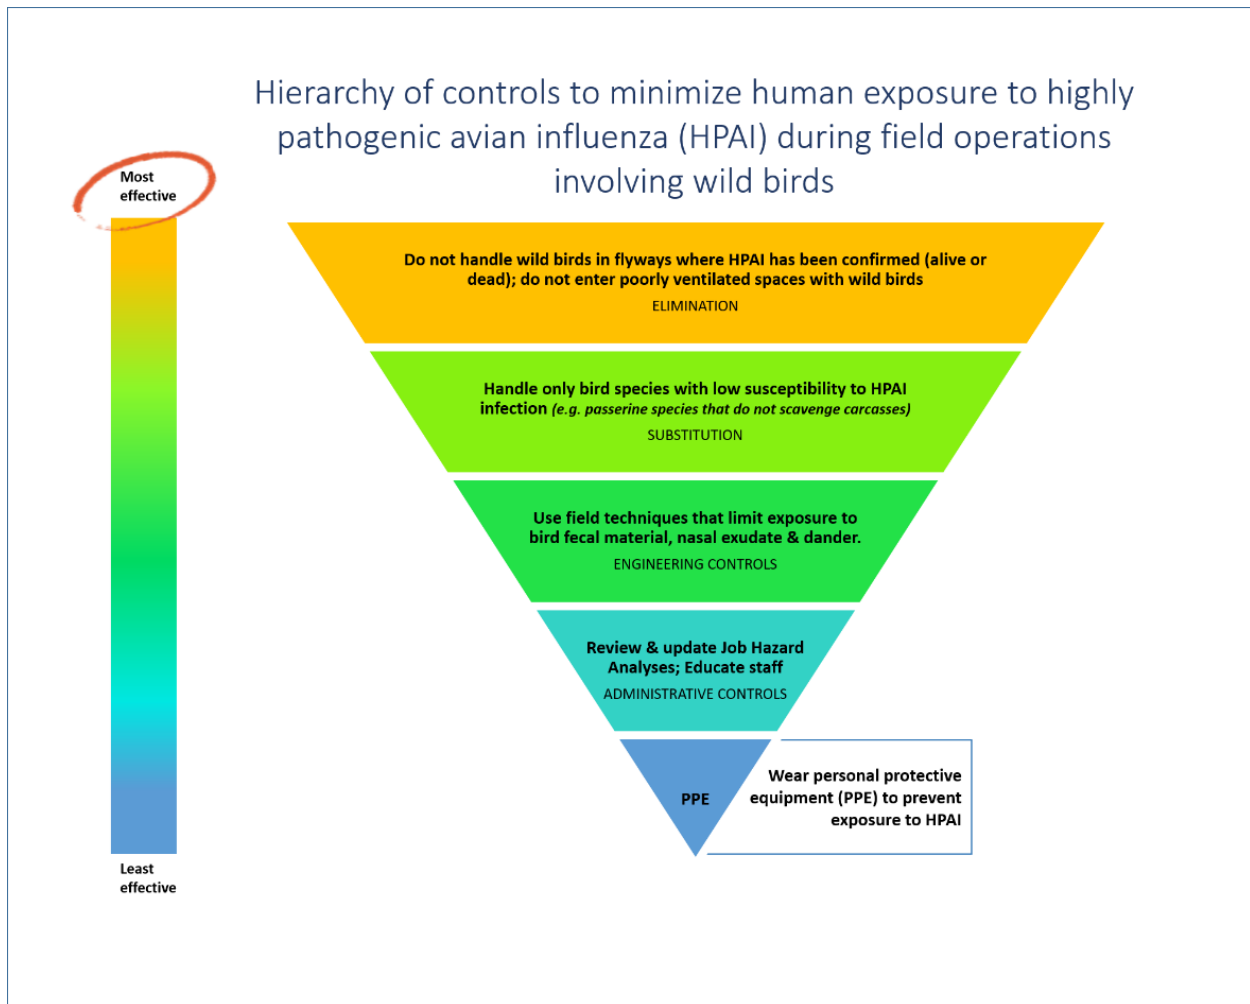 Hierarchy of controls to minimize human exposure to highly
pathogenic avian influenza (HPAI) during field operations
involving wild birds
Most
effective
Do not handle wild birds in flyways where HPAI has been confirmed (alive or
dead); do not enter poorly ventilated spaces with wild birds
ELIMINATION
Handle only bird species with low susceptibility to HPAI
infection (e.g. passerine species that do not scavenge carcasses)
SUBSTITUTION
Use field techniques that limit exposure to
bird fecal material, nasal exudate & dander.
ENGINEERING CONTROLS
Review & update Job Hazard
Analyses; Educate staff
ADMINISTRATIVE CONTROLS
PPE
Wear personal protective
equipment (PPE) to prevent
exposure to HPAI
Least
effective